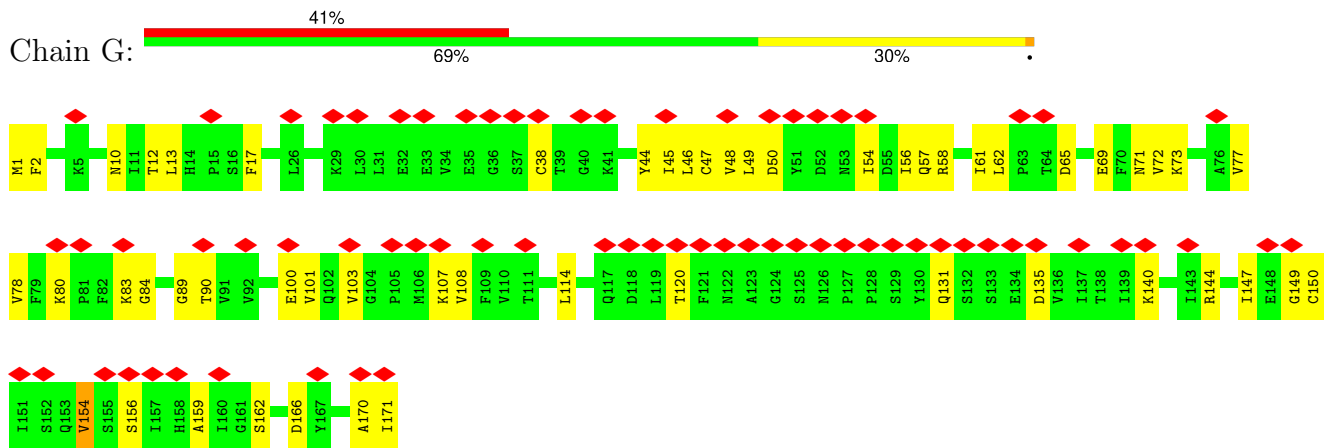 41%
Chain G:
69% 30% •
M1 F2 K5 N10 I11 T12 L13 H14 P15 S16 F17 L26 K29 L30 L31 E32 E33 V34 E35 G36 S37 C38 T39 G40 K41 Y44 I45 L46 C47 V48 L49 D50 Y51 D52 N53 I54 D55 I56 Q57 R58 I61 L62 P63 T64 D65 E69 F70 N71 V72 K73 A76 V77
V78 F79 K80 P81 F82 K83 G84 G89 T90 V91 V92 E100 V101 Q102 V103 G104 P105 M106 K107 V108 F109 V110 T111 L114 Q117 D118 L119 T120 F121 N122 A123 G124 S125 N126 P127 P128 S129 Y130 Q131 S132 S133 E134 D135 V136 I137 T138 I139 K140 I143 R144 I147 E148 G149 C150
I151 S152 Q153 V154 S155 S156 I157 H158 A159 I160 G161 S162 D166 Y167 A170 I171